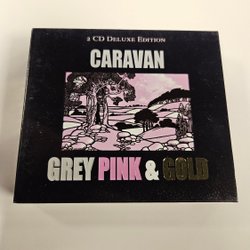 2 CD Deluxe Edition
CARAVAN
GREY PINK & GOLD